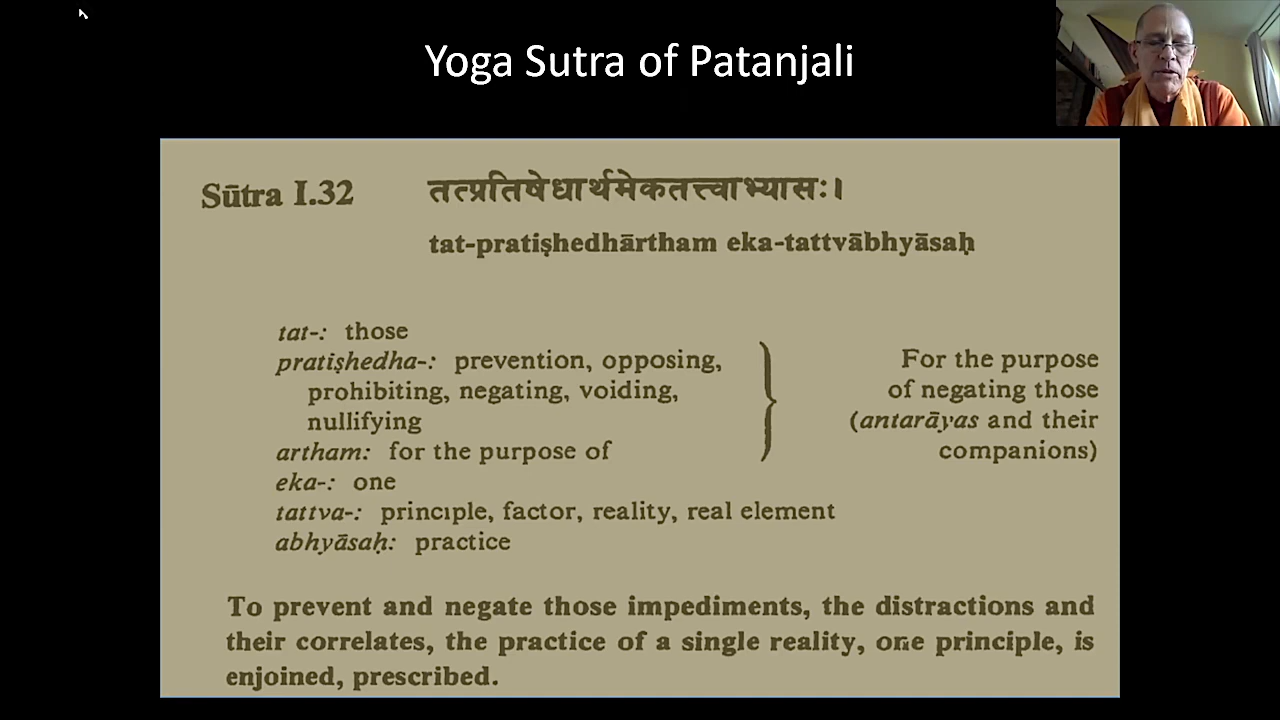 Yoga Sutra of Patanjali
Sūtra I.32 तत्प्रतिषेधार्थमेकतत्त्वाभ्यासः।
tat-pratiṣhedhārtham eka-tattvābhyāsaḥ
tat-: those
pratiṣhedha-: prevention, opposing,
prohibiting, negating, voiding,
nullifying
artham: for the purpose of
For the purpose
of negating those
(antarāyas and their
companions)
eka-: one
tattva-: principle, factor, reality, real element
abhyāsaḥ: practice
To prevent and negate those impediments, the distractions and
their correlates, the practice of a single reality, one principle, is
enjoined, prescribed.